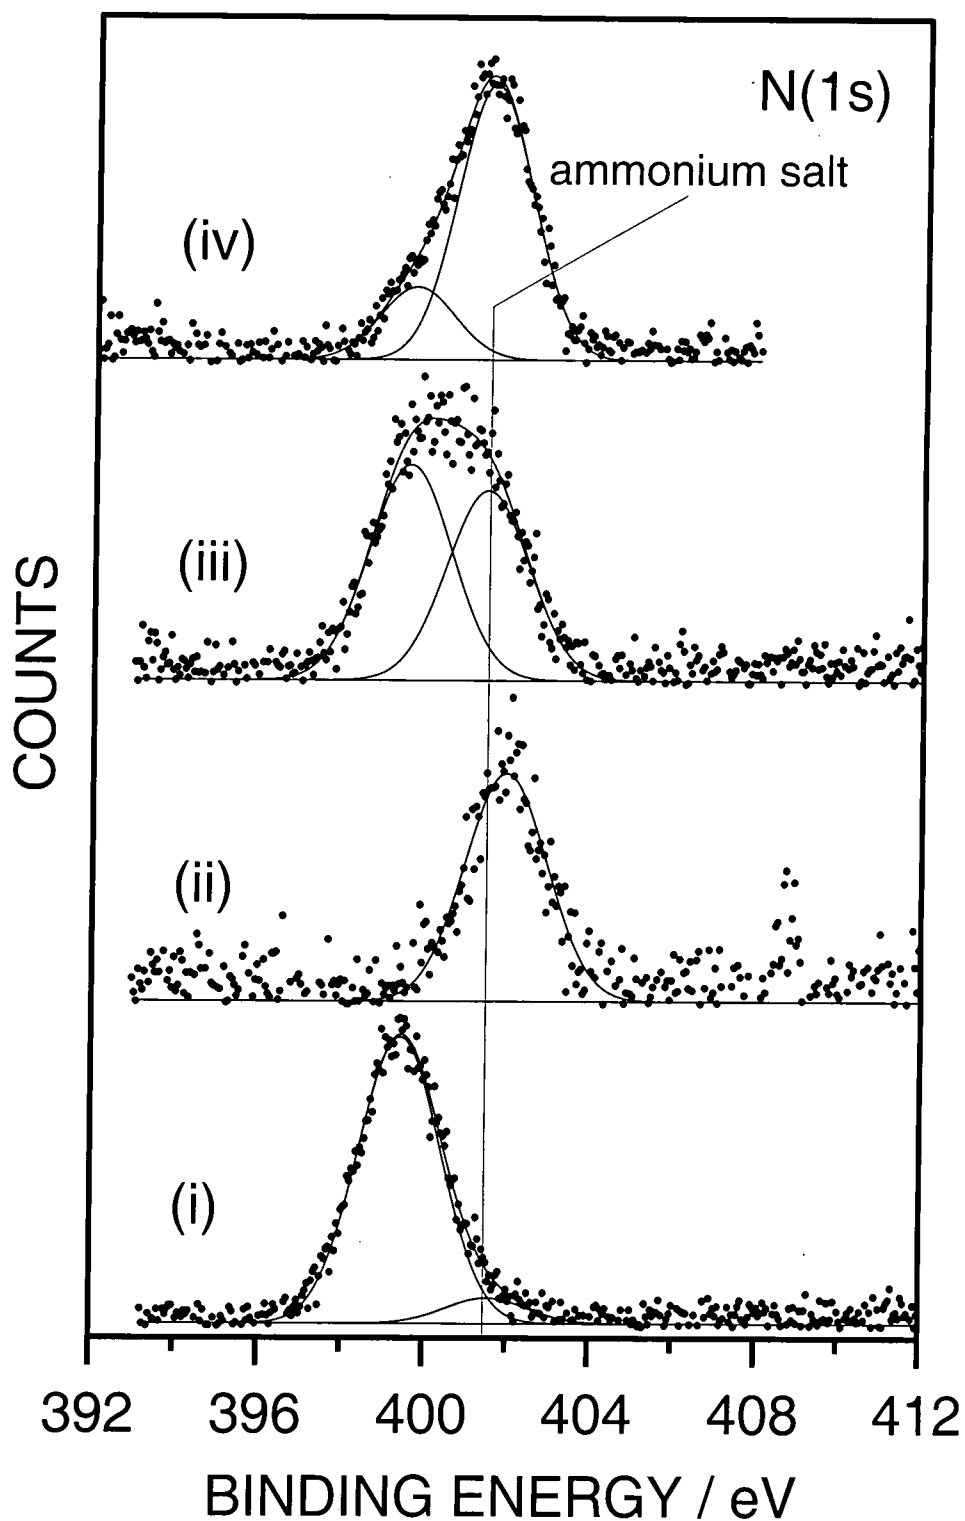 N(1s)
ammonium salt
(iv)
(iii)
(ii)
(i)
COUNTS
392 396 400 404 408 412
BINDING ENERGY / eV